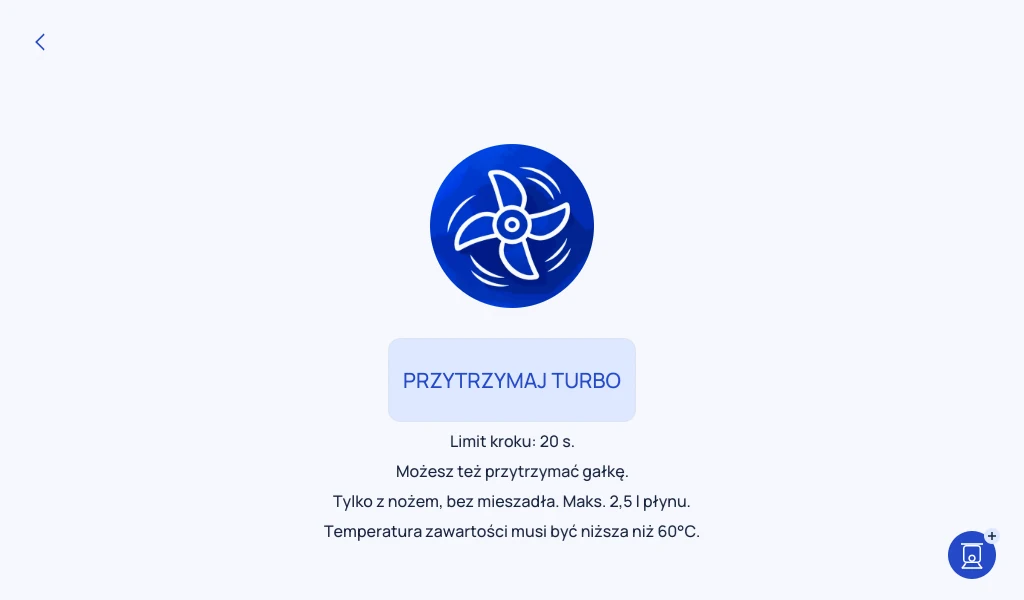 PRZYTRZYMAJ TURBO
Limit kroku: 20 s.
Możesz też przytrzymać gałkę.
Tylko z nożem, bez mieszadła. Maks. 2,5 l płynu.
Temperatura zawartości musi być niższa niż 60°C.